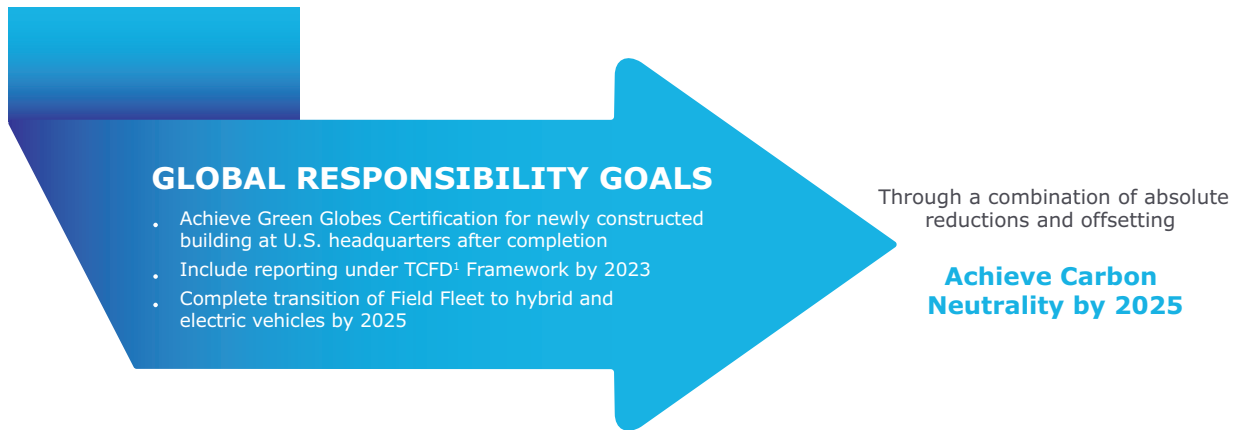 GLOBAL RESPONSIBILITY GOALS
• Achieve Green Globes Certification for newly constructed
building at U.S. headquarters after completion
• Include reporting under TCFD¹ Framework by 2023
• Complete transition of Field Fleet to hybrid and
electric vehicles by 2025
Through a combination of absolute
reductions and offsetting
Achieve Carbon
Neutrality by 2025